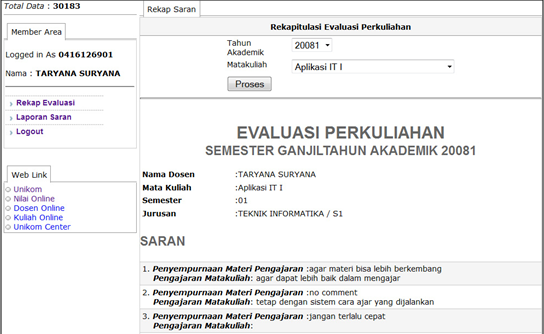 Total Data : 30183
Member Area
Logged in As 0416126901
Nama : TARYANA SURYANA
Rekap Evaluasi
Laporan Saran
Logout
Web Link
Unikom
Nilai Online
Dosen Online
Kuliah Online
Unikom Center
Rekap Saran
Rekapitulasi Evaluasi Perkuliahan
Tahun Akademik 20081
Matakuliah Aplikasi IT I
Proses
EVALUASI PERKULIAHAN
SEMESTER GANJILTAHUN AKADEMIK 20081
Nama Dosen :TARYANA SURYANA
Mata Kuliah :Aplikasi IT I
Semester :01
Jurusan :TEKNIK INFORMATIKA / S1
SARAN
1. Penyempurnaan Materi Pengajaran :agar materi bisa lebih berkembang
Pengajaran Matakuliah: agar dapat lebih baik dalam mengajar
2. Penyempurnaan Materi Pengajaran :no comment
Pengajaran Matakuliah: tetap dengan sistem cara ajar yang dijalankan
3. Penyempurnaan Materi Pengajaran :jangan terlalu cepat
Pengajaran Matakuliah: